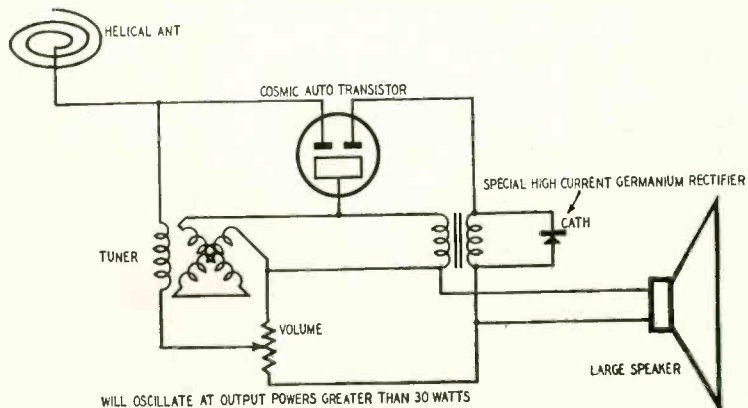 HELICAL ANT
COSMIC AUTO TRANSISTOR
SPECIAL HIGH CURRENT GERMANIUM RECTIFIER
CATH
TUNER
VOLUME
LARGE SPEAKER
WILL OSCILLATE AT OUTPUT POWERS GREATER THAN 30 WATTS